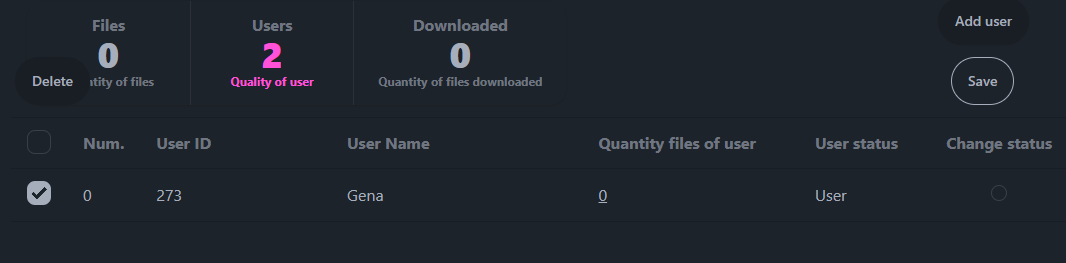 Files Users Downloaded Add user
0 2 0
Delete ntity of files Quality of user Quantity of files downloaded Save
Num. User ID User Name Quantity files of user User status Change status
0 273 Gena 0 User